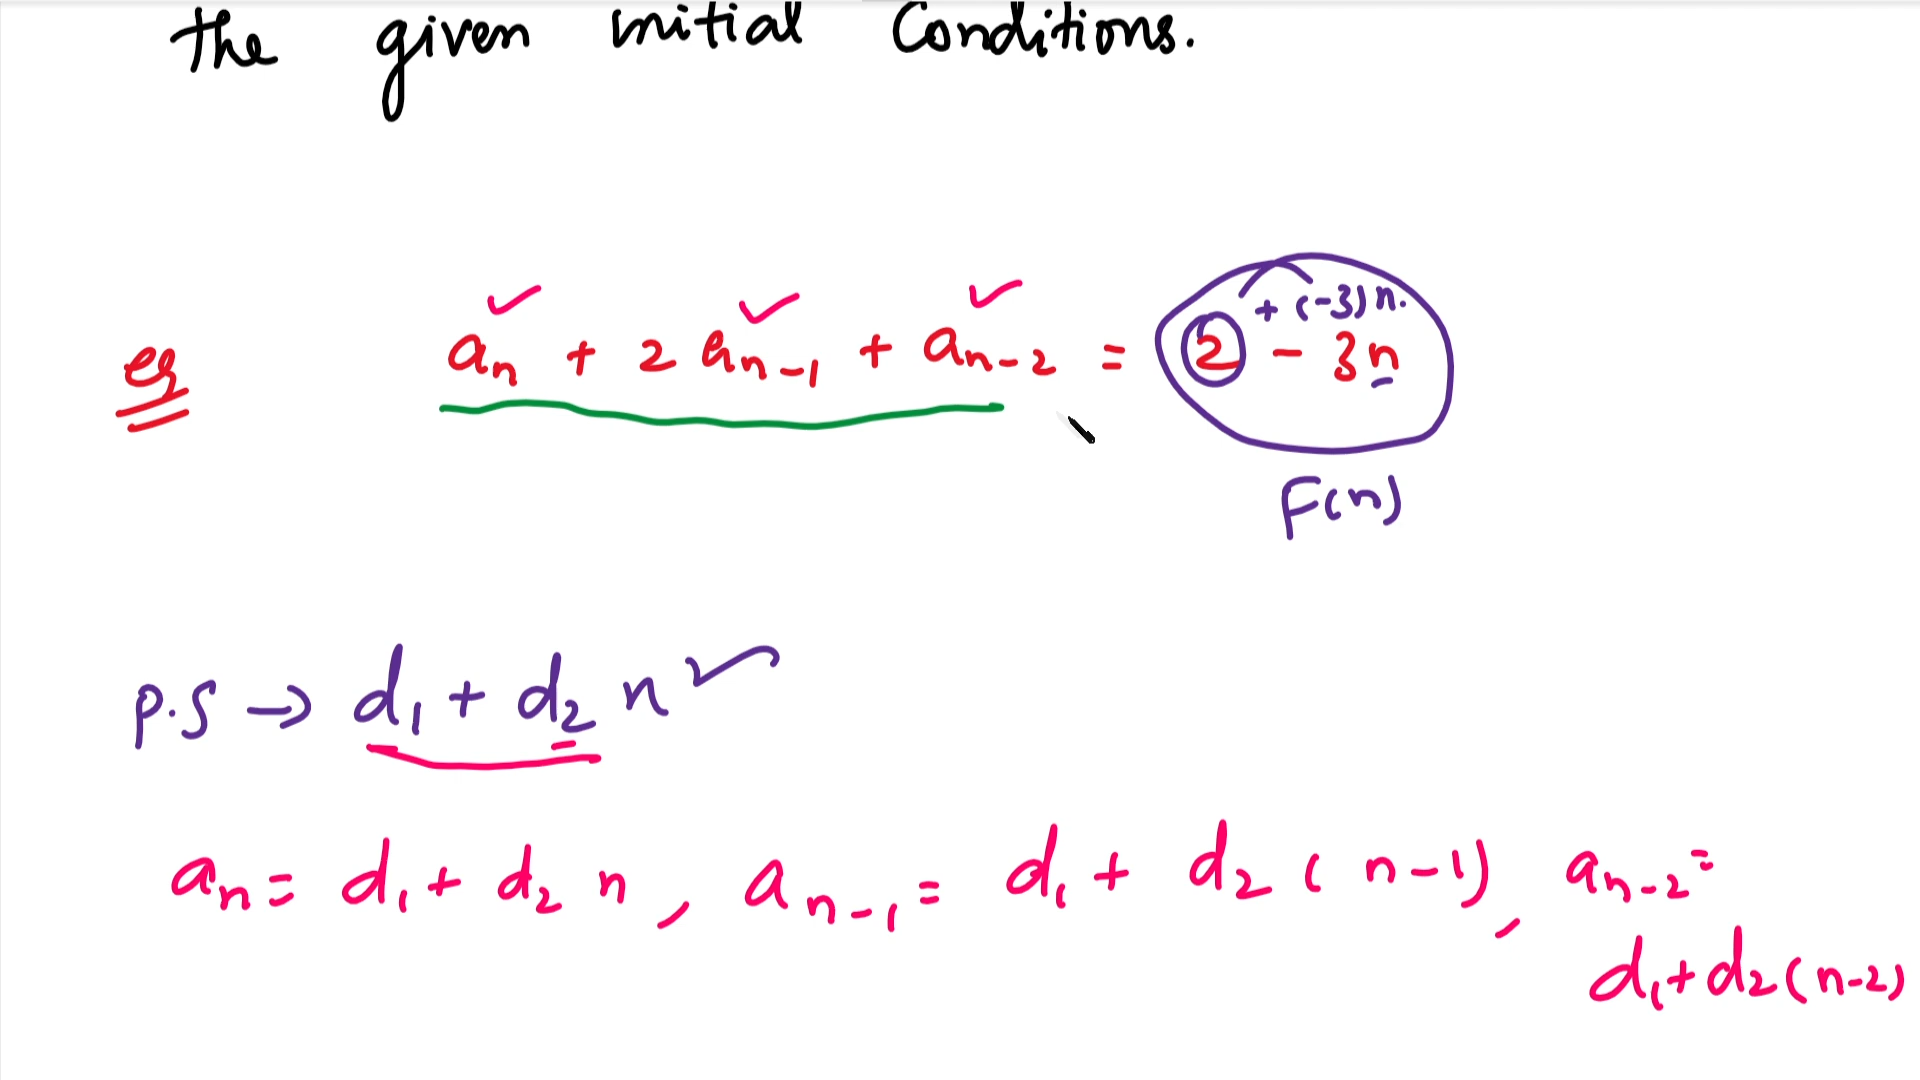 the given initial Conditions.
+ (-3) n.
eg aₙ + 2 aₙ₋₁ + aₙ₋₂ = 2 - 3n
F(n)
P.S → d₁ + d₂ n
aₙ = d₁ + d₂ n, aₙ₋₁ = d₁ + d₂ (n-1), aₙ₋₂ =
d₁ + d₂ (n-2)